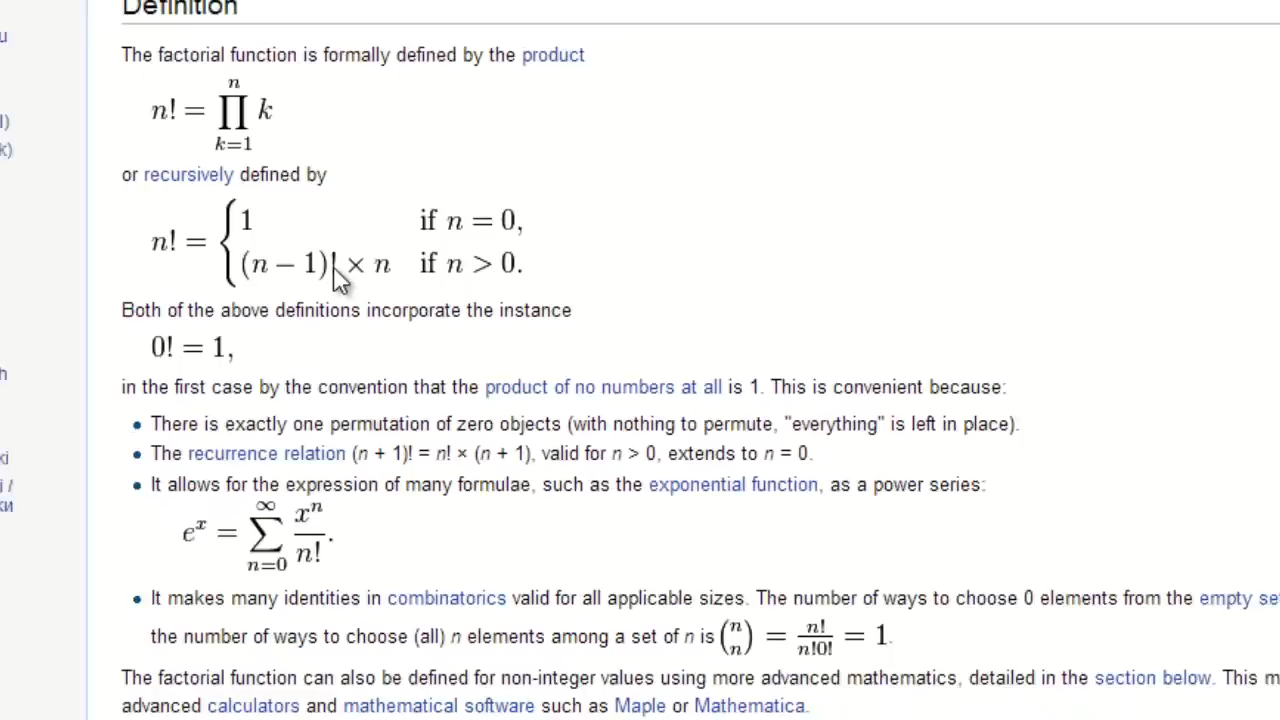 Definition
The factorial function is formally defined by the product
n! = ∏_{k=1}^{n} k
or recursively defined by
n! = { 1 if n = 0,
(n − 1)! × n if n > 0.
Both of the above definitions incorporate the instance
0! = 1,
in the first case by the convention that the product of no numbers at all is 1. This is convenient because:
• There is exactly one permutation of zero objects (with nothing to permute, "everything" is left in place).
• The recurrence relation (n + 1)! = n! × (n + 1), valid for n > 0, extends to n = 0.
• It allows for the expression of many formulae, such as the exponential function, as a power series:
e^x = ∑_{n=0}^{∞} x^n / n! .
• It makes many identities in combinatorics valid for all applicable sizes. The number of ways to choose 0 elements from the empty
the number of ways to choose (all) n elements among a set of n is (n n) = n! / n!0! = 1.
The factorial function can also be defined for non-integer values using more advanced mathematics, detailed in the section below. This
advanced calculators and mathematical software such as Maple or Mathematica.